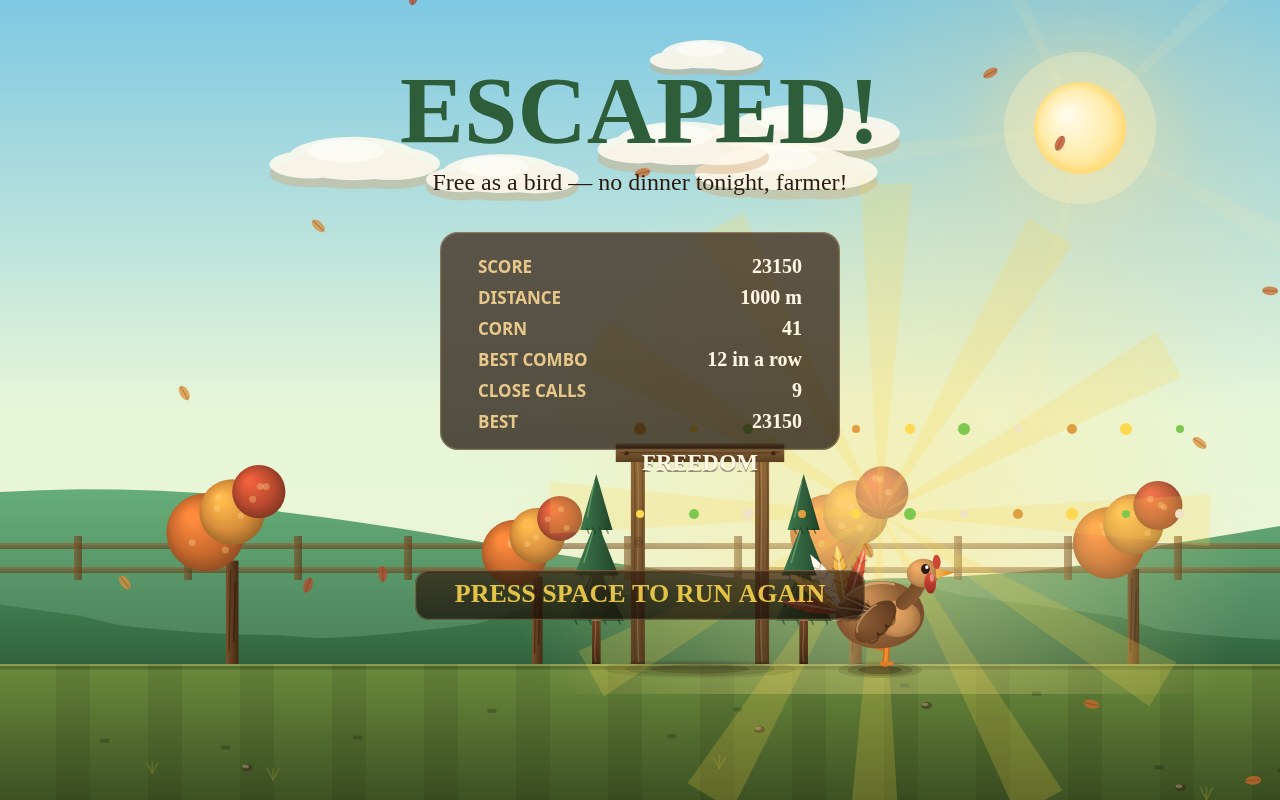 ESCAPED!
Free as a bird — no dinner tonight, farmer!
SCORE 23150
DISTANCE 1000 m
CORN 41
BEST COMBO 12 in a row
CLOSE CALLS 9
BEST 23150
FREEDOM
PRESS SPACE TO RUN AGAIN